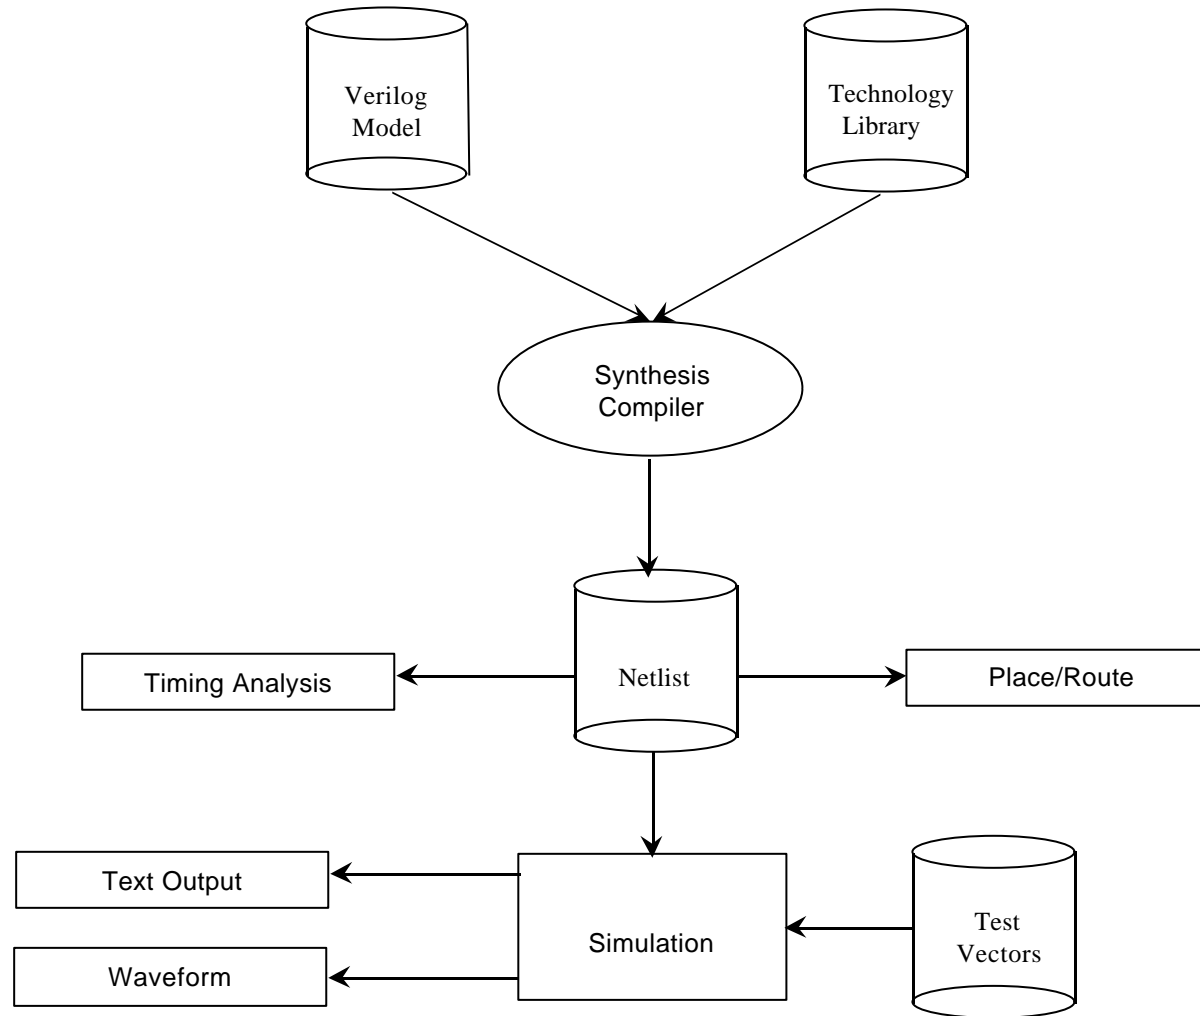 Verilog
Model
Technology
Library
Synthesis
Compiler
Timing Analysis
Netlist
Place/Route
Text Output
Simulation
Test
Vectors
Waveform